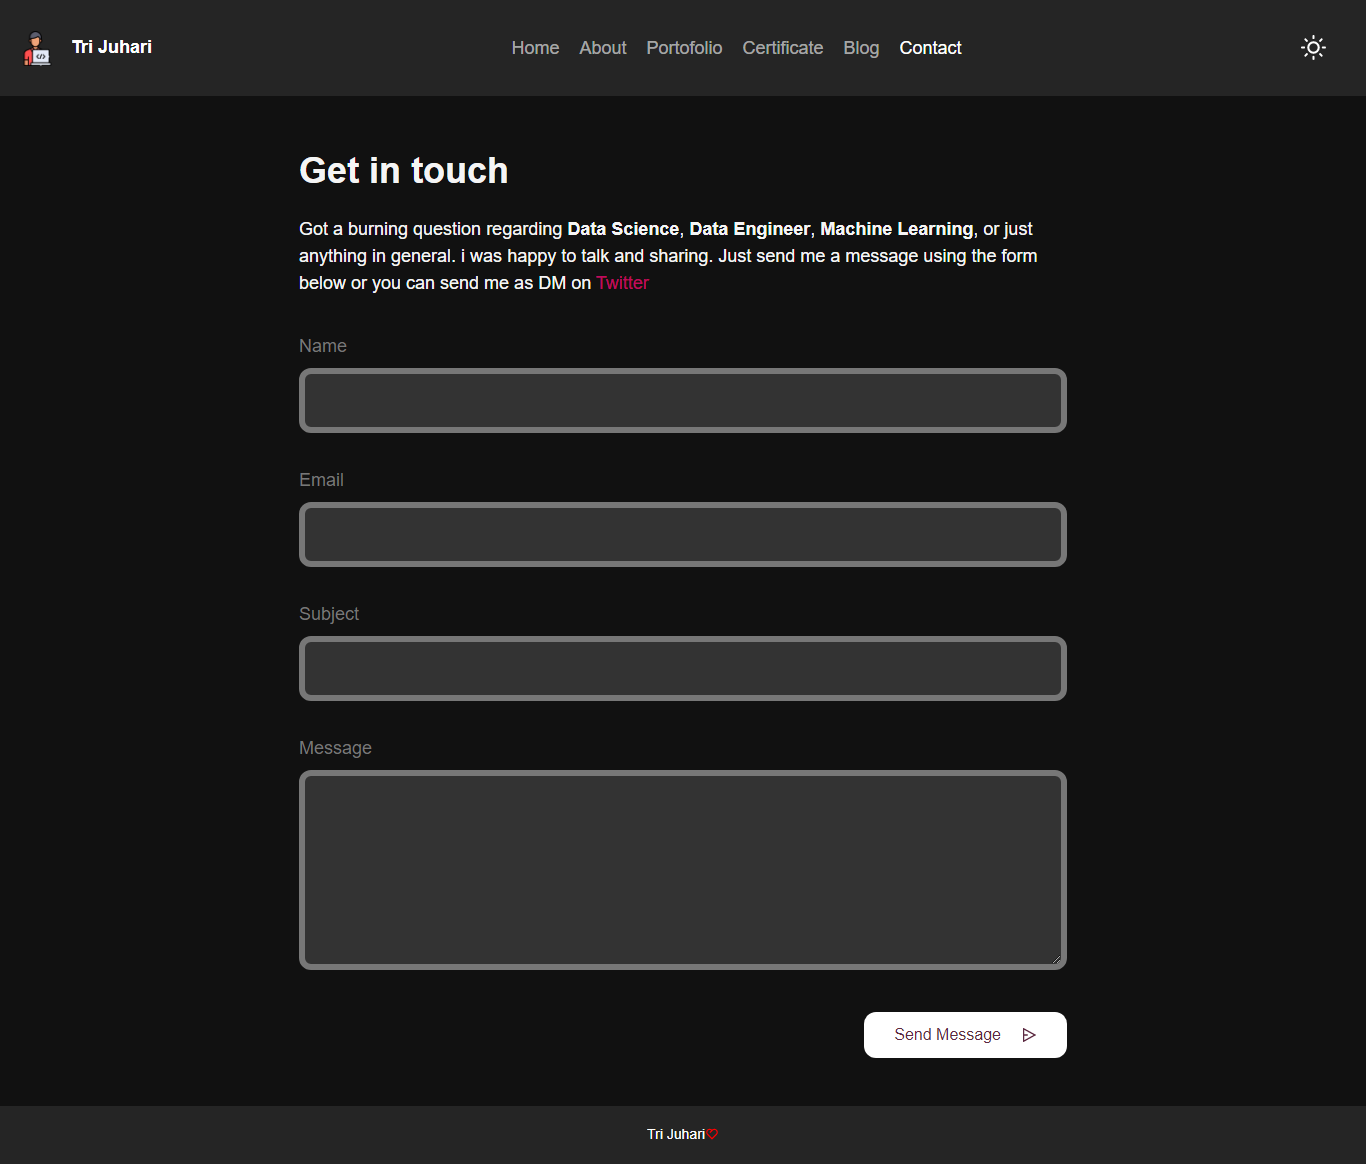 Tri Juhari
Home About Portofolio Certificate Blog Contact
Get in touch
Got a burning question regarding Data Science, Data Engineer, Machine Learning, or just
anything in general. i was happy to talk and sharing. Just send me a message using the form
below or you can send me as DM on Twitter
Name
Email
Subject
Message
Send Message
Tri Juhari♡